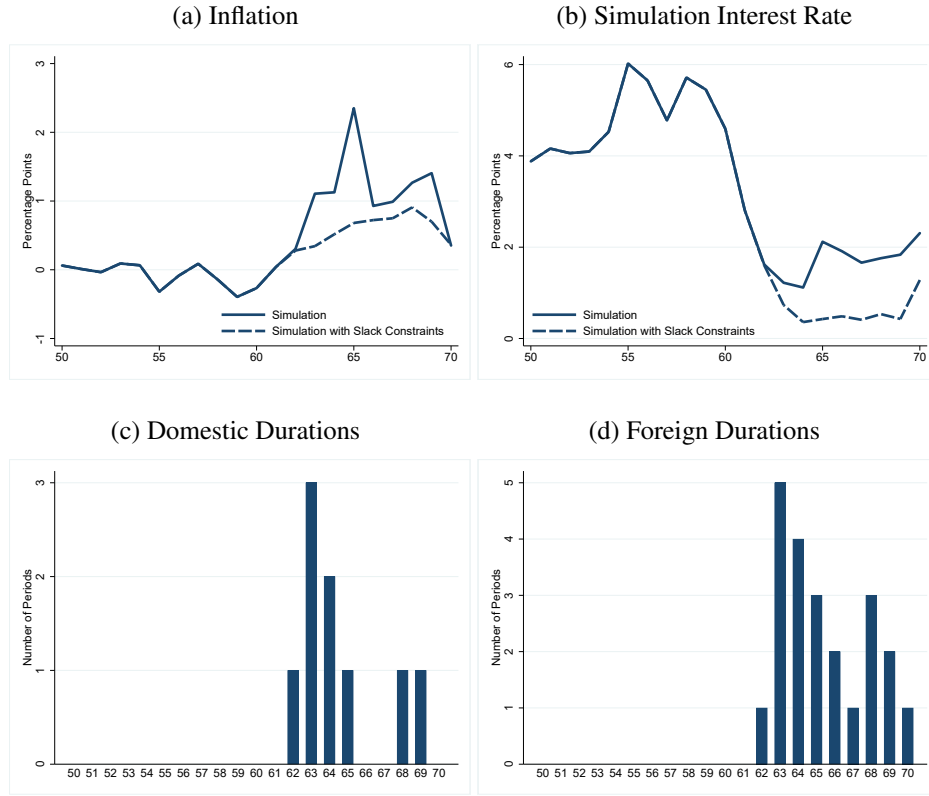 (a) Inflation
(b) Simulation Interest Rate
Percentage Points
3
2
1
0
-1
Simulation
Simulation with Slack Constraints
50 55 60 65 70
Percentage Points
6
4
2
0
Simulation
Simulation with Slack Constraints
50 55 60 65 70
(c) Domestic Durations
(d) Foreign Durations
Number of Periods
3
2
1
0
50 51 52 53 54 55 56 57 58 59 60 61 62 63 64 65 66 67 68 69 70
Number of Periods
5
4
3
2
1
0
50 51 52 53 54 55 56 57 58 59 60 61 62 63 64 65 66 67 68 69 70